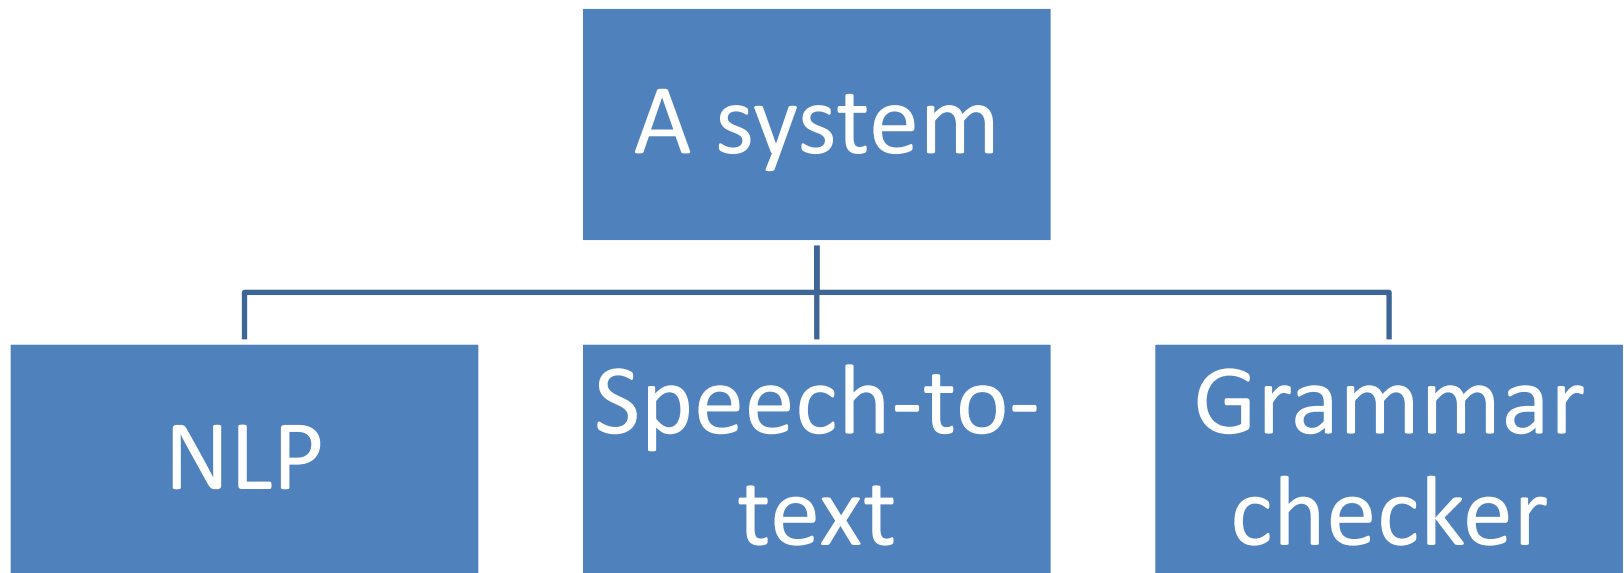 A system
NLP
Speech-to-
text
Grammar
checker